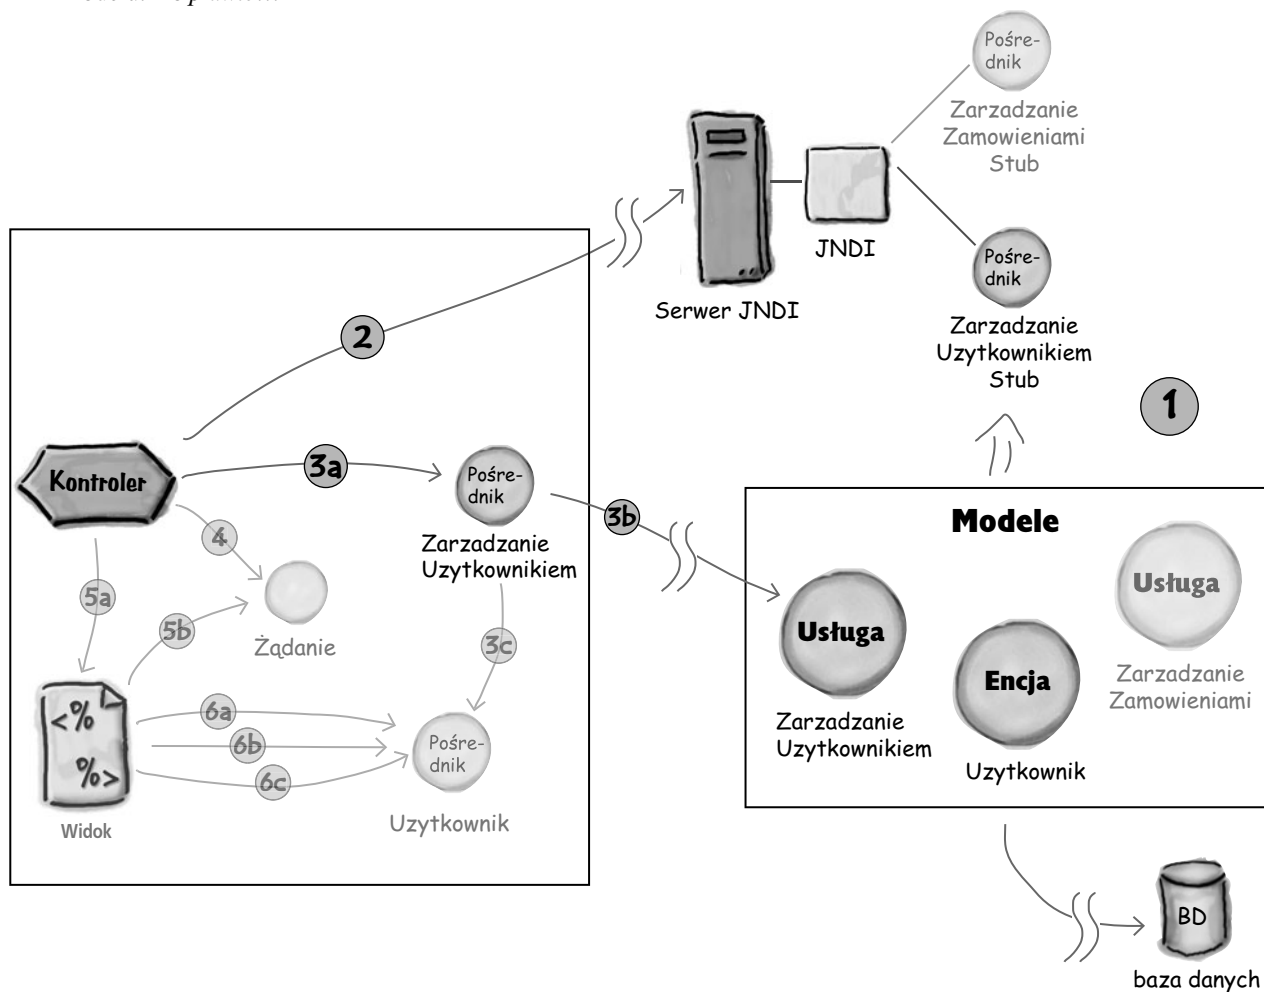 Pośre-
dnik
Zarzadzanie
Zamowieniami
Stub
JNDI
Serwer JNDI
Pośre-
dnik
Zarzadzanie
Uzytkownikiem
Stub
1
2
Kontroler
3a
Pośre-
dnik
Zarzadzanie
Uzytkownikiem
3b
4
Żądanie
5a
5b
3c
<%
%>
Widok
6a
6b
6c
Pośre-
dnik
Uzytkownik
Modele
Usługa
Zarzadzanie
Uzytkownikiem
Encja
Uzytkownik
Usługa
Zarzadzanie
Zamowieniami
BD
baza danych